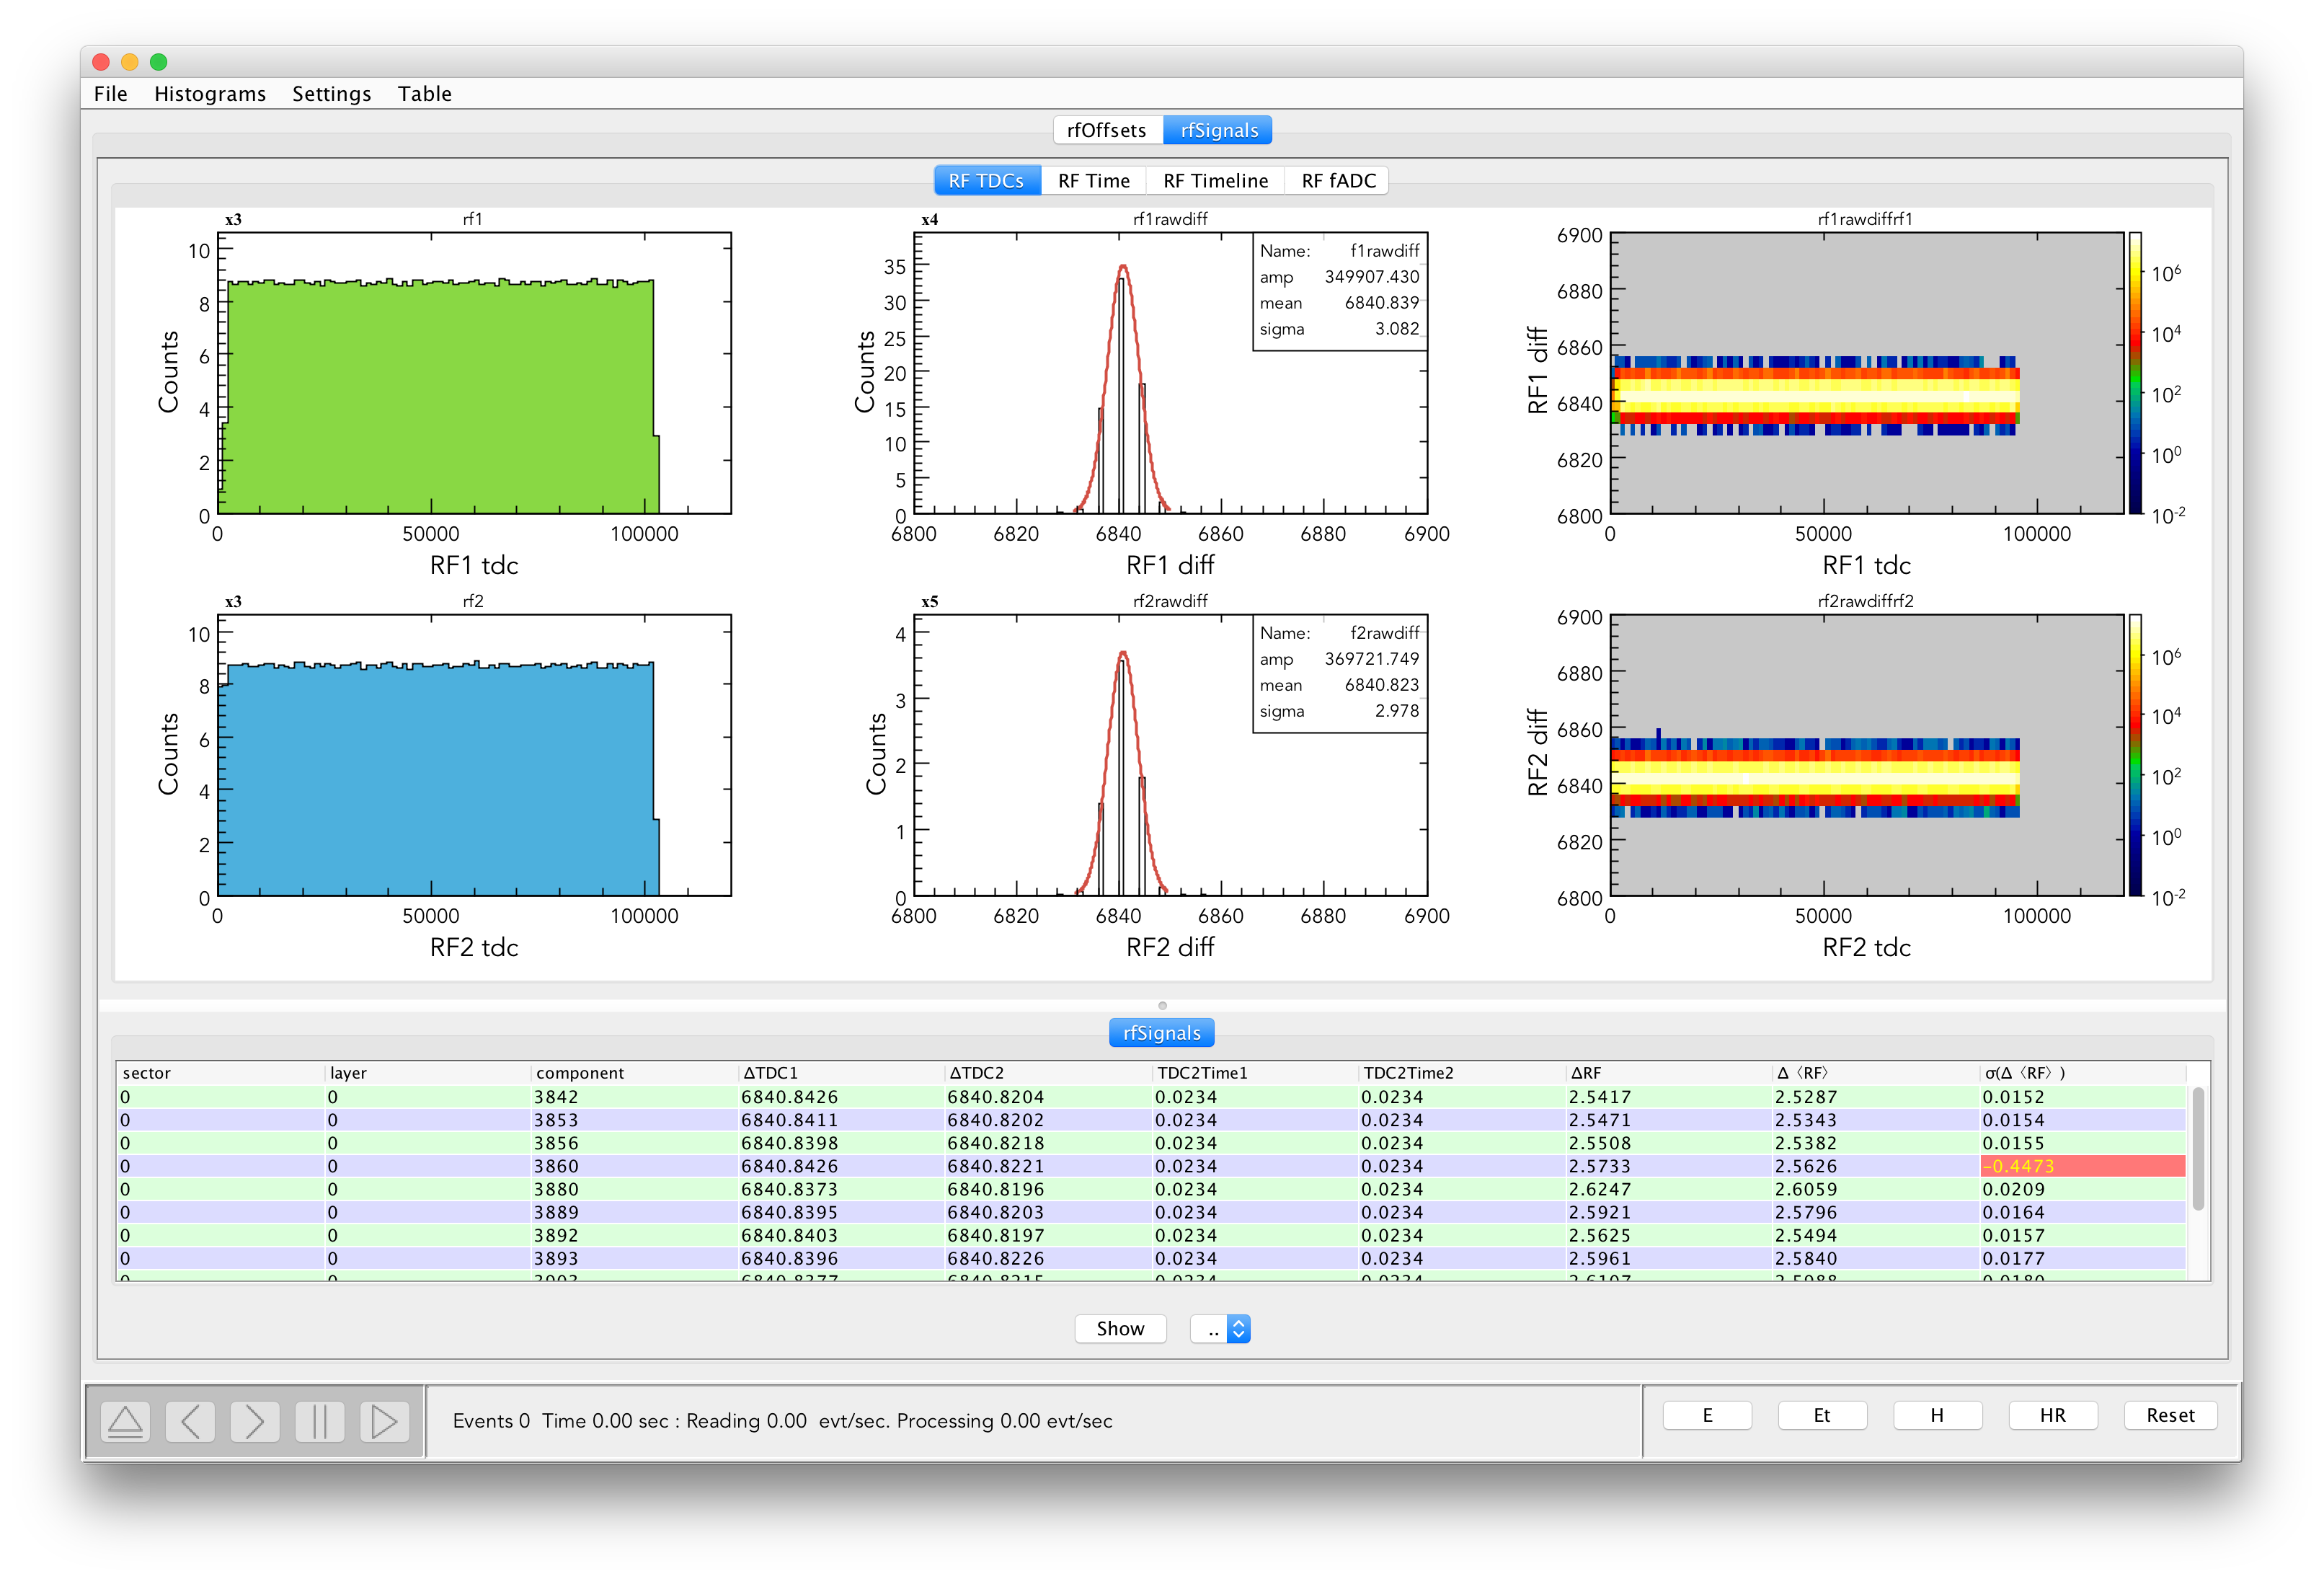 File Histograms Settings Table
rfOffsets rfSignals
RF TDCs RF Time RF Timeline RF fADC
x3 rf1
10
8
6
4
2
0
Counts
0 50000 100000
RF1 tdc
x4 rf1rawdiff
35
30
25
20
15
10
5
0
Counts
Name: f1rawdiff
amp 349907.430
mean 6840.839
sigma 3.082
6800 6820 6840 6860 6880 6900
RF1 diff
rf1rawdiffrf1
6900
6880
6860
6840
6820
6800
RF1 diff
10^6
10^4
10^2
10^0
10^-2
0 50000 100000
RF1 tdc
x3 rf2
10
8
6
4
2
0
Counts
0 50000 100000
RF2 tdc
x5 rf2rawdiff
4
3
2
1
0
Counts
Name: f2rawdiff
amp 369721.749
mean 6840.823
sigma 2.978
6800 6820 6840 6860 6880 6900
RF2 diff
rf2rawdiffrf2
6900
6880
6860
6840
6820
6800
RF2 diff
10^6
10^4
10^2
10^0
10^-2
0 50000 100000
RF2 tdc
rfSignals
sector layer component ΔTDC1 ΔTDC2 TDC2Time1 TDC2Time2 ΔRF Δ〈RF〉 σ(Δ〈RF〉)
0 0 3842 6840.8426 6840.8204 0.0234 0.0234 2.5417 2.5287 0.0152
0 0 3853 6840.8411 6840.8202 0.0234 0.0234 2.5471 2.5343 0.0154
0 0 3856 6840.8398 6840.8218 0.0234 0.0234 2.5508 2.5382 0.0155
0 0 3860 6840.8426 6840.8221 0.0234 0.0234 2.5733 2.5626 -0.4473
0 0 3880 6840.8373 6840.8196 0.0234 0.0234 2.6247 2.6059 0.0209
0 0 3889 6840.8395 6840.8203 0.0234 0.0234 2.5921 2.5796 0.0164
0 0 3892 6840.8403 6840.8197 0.0234 0.0234 2.5625 2.5494 0.0157
0 0 3893 6840.8396 6840.8226 0.0234 0.0234 2.5961 2.5840 0.0177
Show ..
Events 0 Time 0.00 sec : Reading 0.00 evt/sec. Processing 0.00 evt/sec
E Et H HR Reset